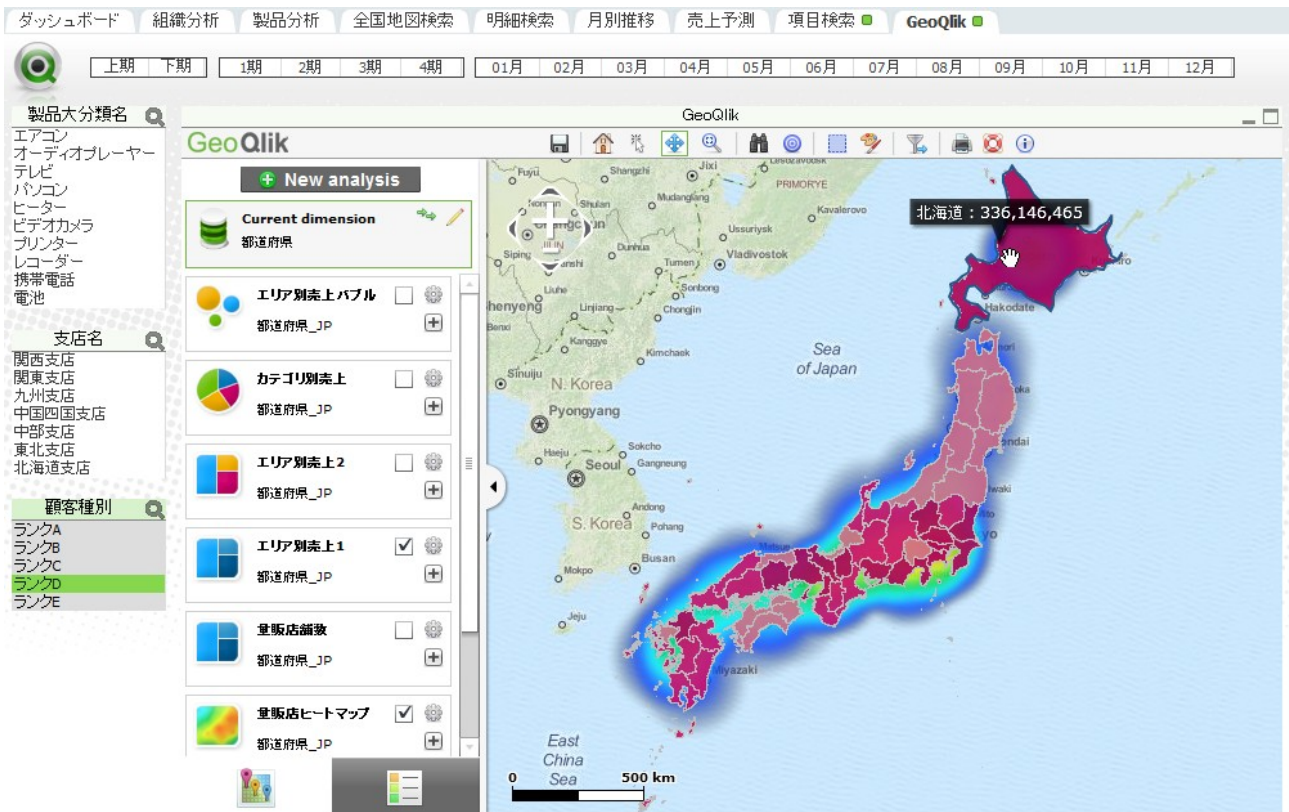 ダッシュボード 組織分析 製品分析 全国地図検索 明細検索 月別推移 売上予測 項目検索 GeoQlik
上期 下期 1期 2期 3期 4期 01月 02月 03月 04月 05月 06月 07月 08月 09月 10月 11月 12月
製品大分類名
エアコン
オーディオプレーヤー
テレビ
パソコン
ヒーター
ビデオカメラ
プリンター
レコーダー
携帯電話
電池
支店名
関西支店
関東支店
九州支店
中国四国支店
中部支店
東北支店
北海道支店
顧客種別
ランクA
ランクB
ランクC
ランクD
ランクE
GeoQlik
GeoQlik
New analysis
Current dimension
都道府県
エリア別売上バブル
都道府県_JP
カテゴリ別売上
都道府県_JP
エリア別売上2
都道府県_JP
エリア別売上1
都道府県_JP
量販店舗数
都道府県_JP
量販店ヒートマップ
都道府県_JP
Fuyu
Shangzhi
Jixi
PRIMORYE
Mudangjiang
Kavalerovo
北海道：336,146,465
Shulan
Ussuriysk
Siping
Dunhua
Tumen
Vladivostok
Liuhe
Sonbong
henyeng
Linjiang
Chongjin
Hakodate
Kanggye
Kimchaek
Sea
of Japan
Sinuiju
N. Korea
Pyongyang
Haeju
Sokcho
Seoul
Gangneung
Andong
S. Korea
Pohang
Busan
Mokpo
Jeju
Miyazaki
East
China
Sea
0 500 km